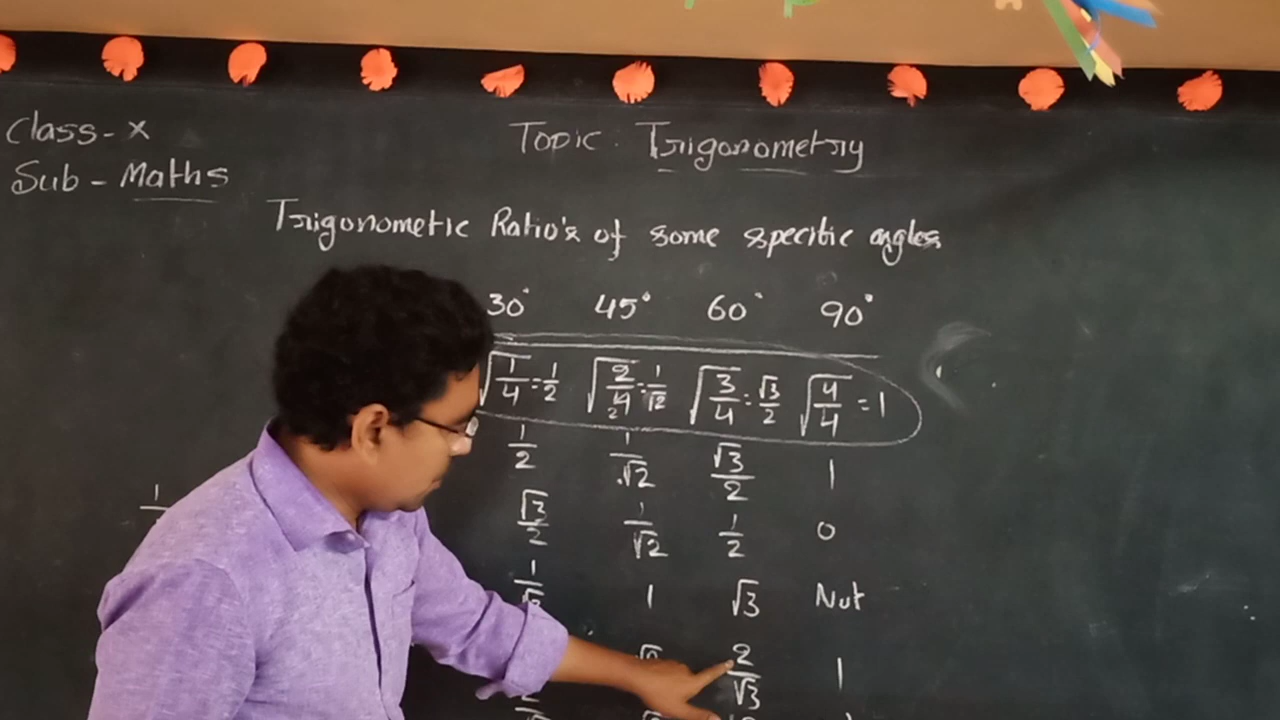 Class - X
Topic : Trigonometry
Sub - Maths
Trigonometric Ratio's of some specific angles
30° 45° 60° 90°
√1/4 = 1/2 √2/4 2 = 1/√2 √3/4 = √3/2 √4/4 = 1
1/2 1/√2 √3/2 1
√3/2 1/√2 1/2 0
1 1 √3 Not
2/√3 1